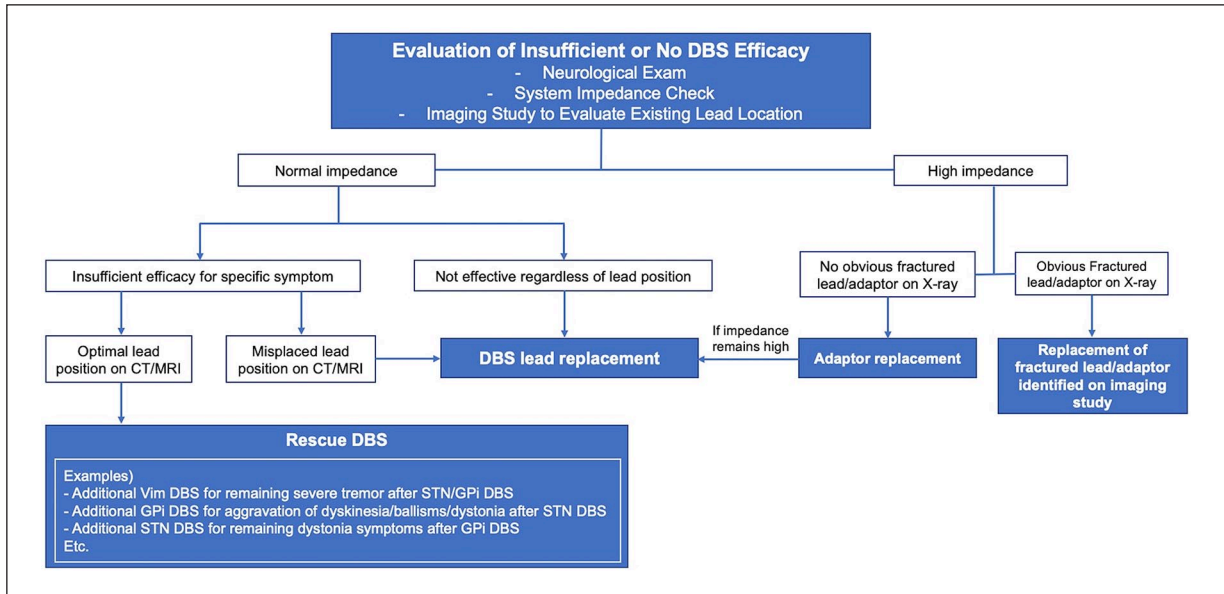 Evaluation of Insufficient or No DBS Efficacy
- Neurological Exam
- System Impedance Check
- Imaging Study to Evaluate Existing Lead Location
Normal impedance
High impedance
Insufficient efficacy for specific symptom
Not effective regardless of lead position
No obvious fractured
lead/adaptor on X-ray
Obvious Fractured
lead/adaptor on X-ray
Optimal lead
position on CT/MRI
Misplaced lead
position on CT/MRI
DBS lead replacement
If impedance
remains high
Adaptor replacement
Replacement of
fractured lead/adaptor
identified on imaging
study
Rescue DBS
Examples)
- Additional Vim DBS for remaining severe tremor after STN/GPi DBS
- Additional GPi DBS for aggravation of dyskinesia/ballisms/dystonia after STN DBS
- Additional STN DBS for remaining dystonia symptoms after GPi DBS
Etc.